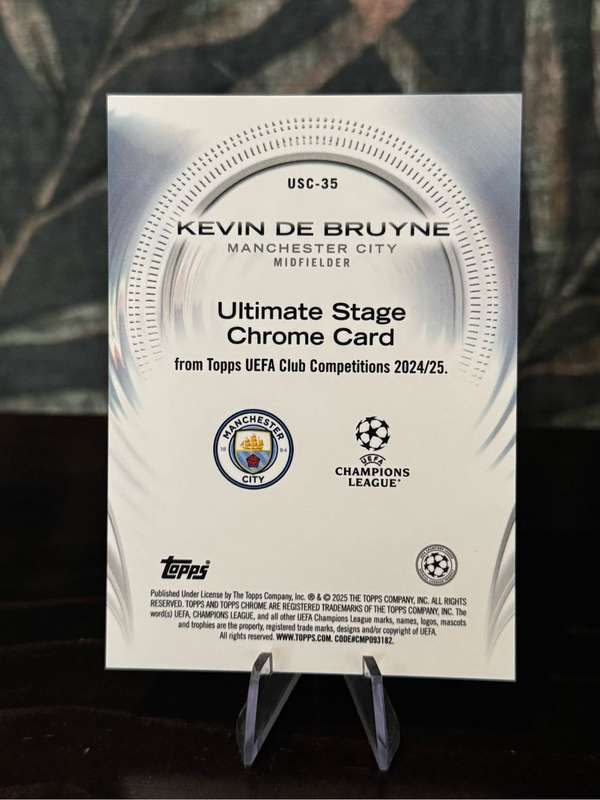 USC-35
KEVIN DE BRUYNE
MANCHESTER CITY
MIDFIELDER
Ultimate Stage
Chrome Card
from Topps UEFA Club Competitions 2024/25.
MANCHESTER
18 94
CITY
UEFA
CHAMPIONS
LEAGUE®
Topps®
Published Under License by The Topps Company, Inc. ® & © 2025 THE TOPPS COMPANY, INC. ALL RIGHTS
RESERVED. TOPPS AND TOPPS CHROME ARE REGISTERED TRADEMARKS OF THE TOPPS COMPANY, INC. The
word(s) UEFA, CHAMPIONS LEAGUE, and all other UEFA Champions League marks, names, logos, mascots
and trophies are the property, registered trade marks, designs and/or copyright of UEFA.
All rights reserved. WWW.TOPPS.COM. CODE#CMP093182.